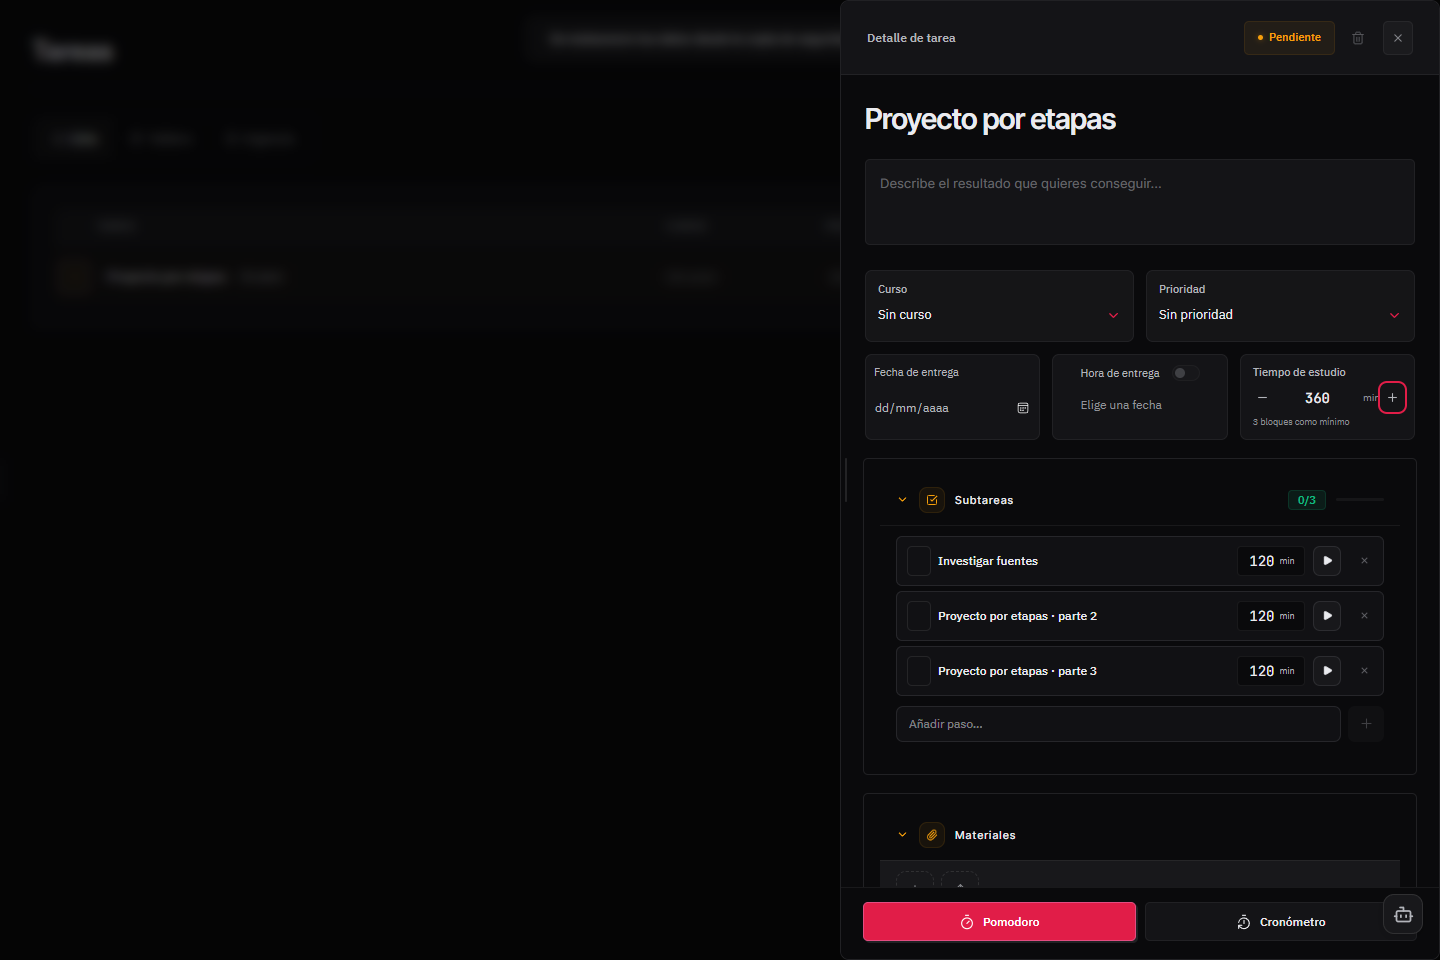 Detalle de tarea
Pendiente
Proyecto por etapas
Describe el resultado que quieres conseguir...
Curso
Sin curso
Prioridad
Sin prioridad
Fecha de entrega
dd/mm/aaaa
Hora de entrega
Elige una fecha
Tiempo de estudio
360 min
3 bloques como mínimo
Subtareas
0/3
Investigar fuentes
120 min
Proyecto por etapas · parte 2
120 min
Proyecto por etapas · parte 3
120 min
Añadir paso...
Materiales
Pomodoro
Cronómetro